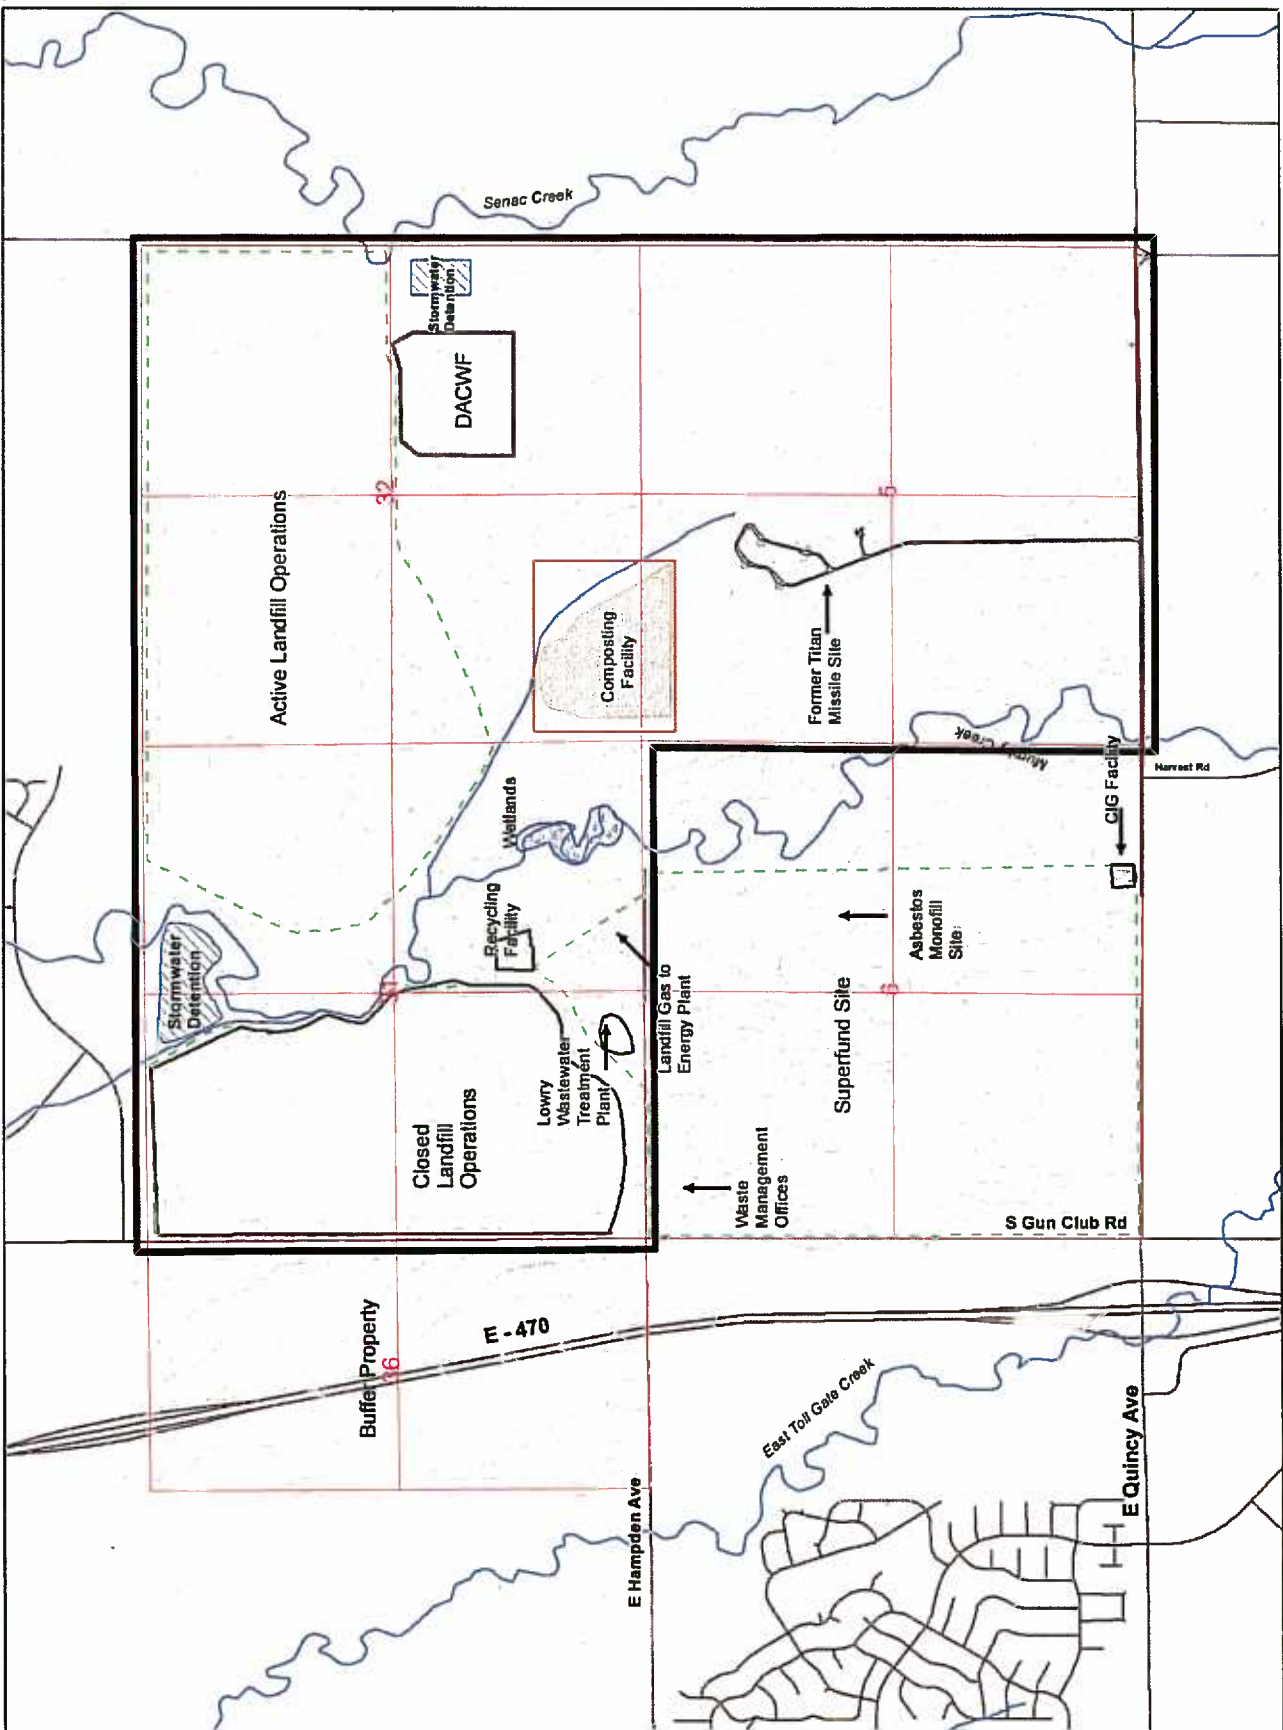 Senac Creek
Stormwater
Detention
DACWF
Active Landfill Operations
32
5
Composting
Facility
Former Titan
Missile Site
Murphy Creek
Harvest Rd
CIG Facility
Wetlands
Recycling
Facility
Stormwater
Detention
31
Asbestos
Monofill
Site
6
Landfill Gas to
Energy Plant
Superfund Site
Lowry
Wastewater
Treatment
Plant
Closed
Landfill
Operations
Waste
Management
Offices
S Gun Club Rd
Buffer Property
36
E - 470
East Toll Gate Creek
E Hampden Ave
E Quincy Ave